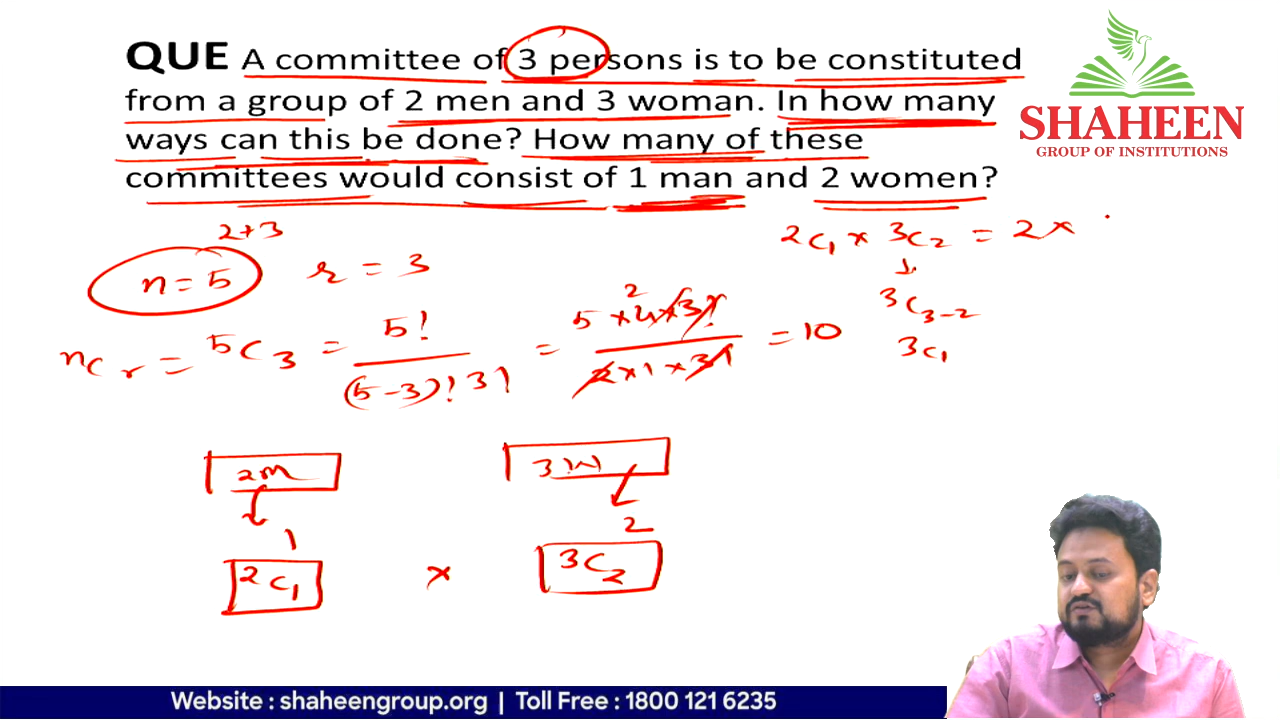 QUE A committee of 3 persons is to be constituted
from a group of 2 men and 3 woman. In how many
ways can this be done? How many of these
committees would consist of 1 man and 2 women?
SHAHEEN
GROUP OF INSTITUTIONS
2+3
n = 5 r = 3
nCr = 5C3 = 5! / (5-3)! 3! = 5 × 4 × 3! / 2 × 1 × 3! = 10
2
2C1 × 3C2 = 2 ×
↓
3C3-2
3C1
2M 3W
1 2
2C1 × 3C2
Website : shaheengroup.org | Toll Free : 1800 121 6235